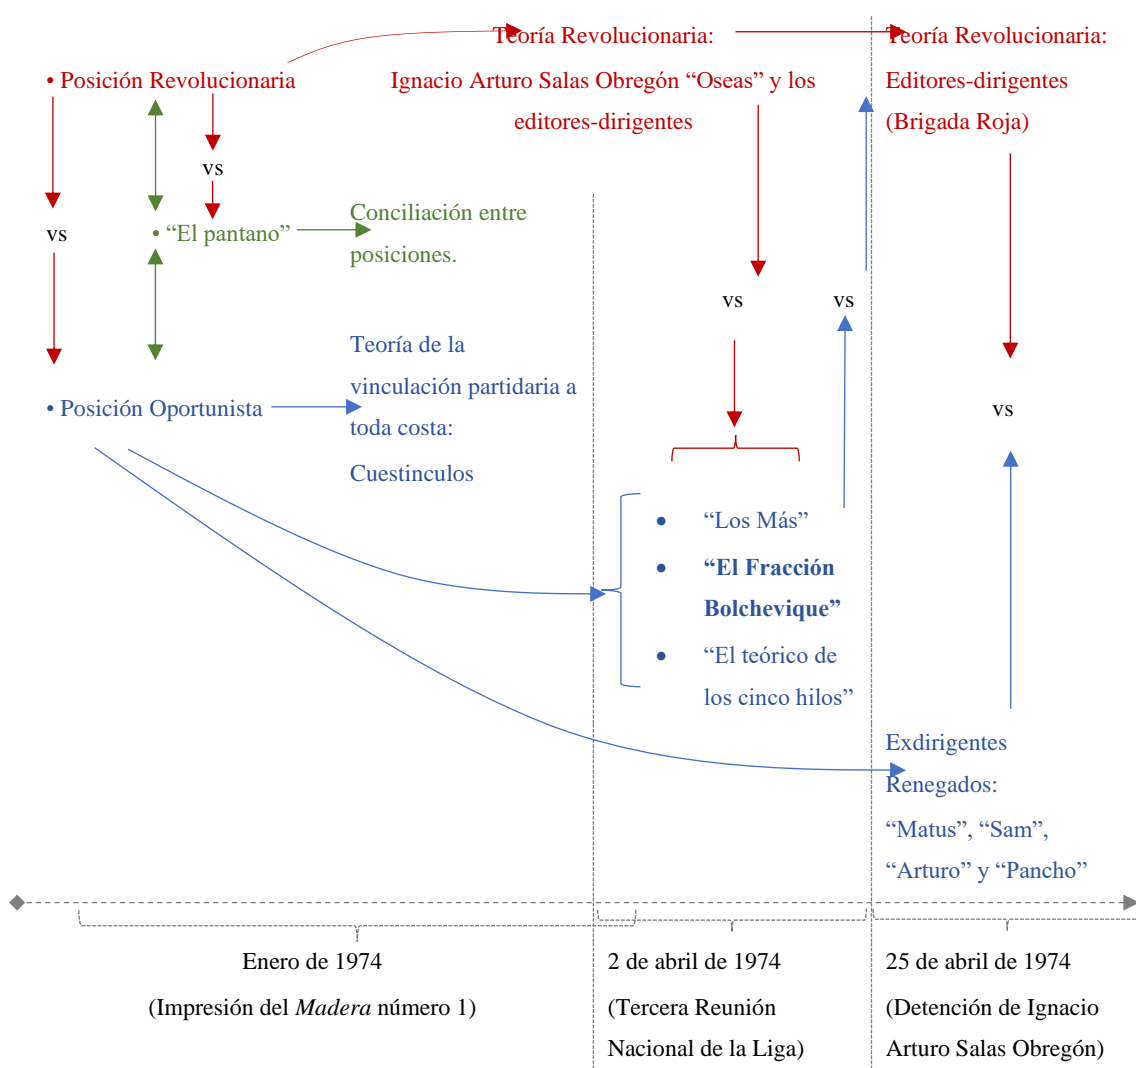 Teoría Revolucionaria:
Ignacio Arturo Salas Obregón “Oseas” y los
editores-dirigentes
Teoría Revolucionaria:
Editores-dirigentes
(Brigada Roja)
• Posición Revolucionaria
vs
vs
• “El pantano”
Conciliación entre
posiciones.
• Posición Oportunista
Teoría de la
vinculación partidaria a
toda costa:
Cuestinculos
vs
vs
vs
• “Los Más”
• “El Fracción
Bolchevique”
• “El teórico de
los cinco hilos”
Exdirigentes
Renegados:
“Matus”, “Sam”,
“Arturo” y “Pancho”
Enero de 1974
(Impresión del Madera número 1)
2 de abril de 1974
(Tercera Reunión
Nacional de la Liga)
25 de abril de 1974
(Detención de Ignacio
Arturo Salas Obregón)